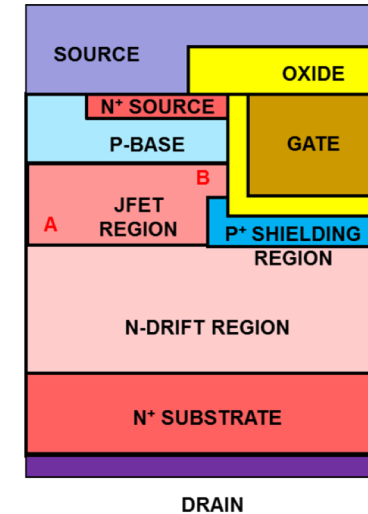 SOURCE
OXIDE
N+ SOURCE
P-BASE
GATE
B
A
JFET
REGION
P+ SHIELDING
REGION
N-DRIFT REGION
N+ SUBSTRATE
DRAIN